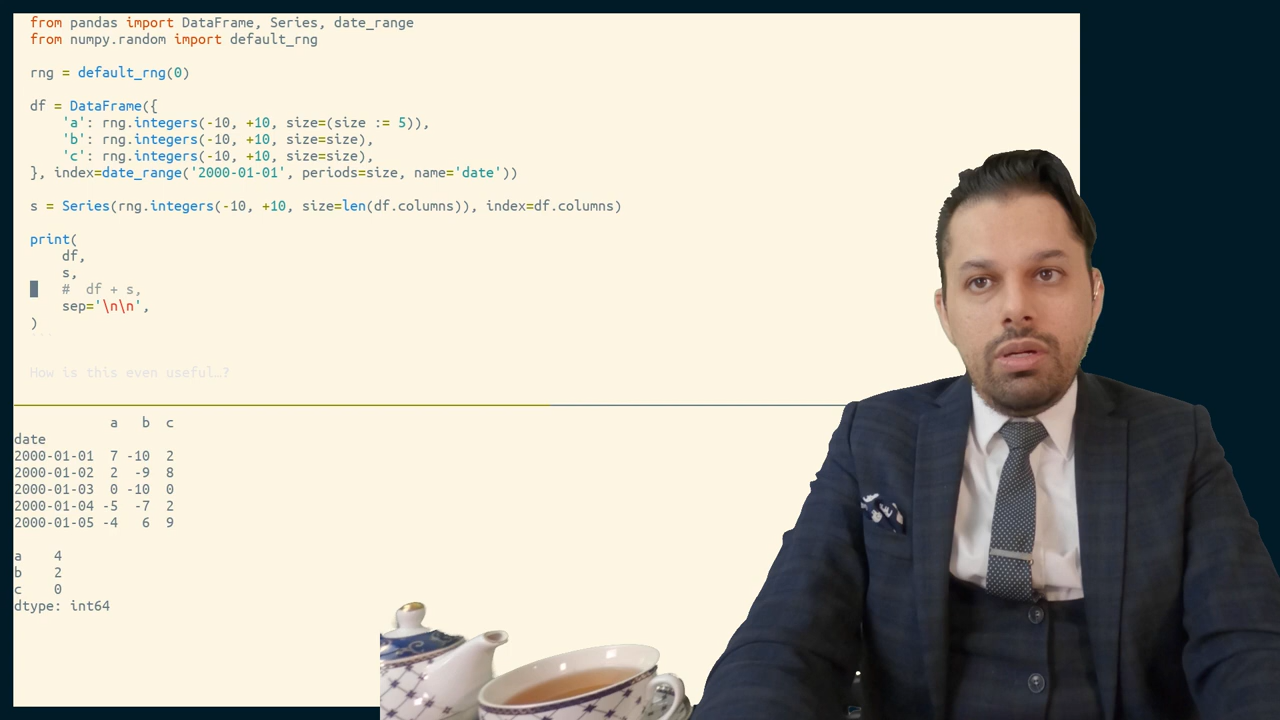 from pandas import DataFrame, Series, date_range
from numpy.random import default_rng

rng = default_rng(0)

df = DataFrame({
    'a': rng.integers(-10, +10, size=(size := 5)),
    'b': rng.integers(-10, +10, size=size),
    'c': rng.integers(-10, +10, size=size),
}, index=date_range('2000-01-01', periods=size, name='date'))

s = Series(rng.integers(-10, +10, size=len(df.columns)), index=df.columns)

print(
    df,
    s,
    #  df + s,
    sep='\n\n',
)
```

How is this even useful…?

            a   b  c
date
2000-01-01  7 -10  2
2000-01-02  2  -9  8
2000-01-03  0 -10  0
2000-01-04 -5  -7  2
2000-01-05 -4   6  9

a    4
b    2
c    0
dtype: int64